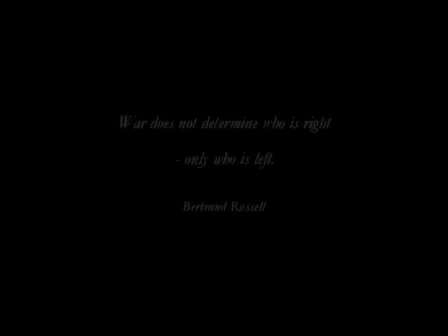 War does not determine who is right
- only who is left.
Bertrand Russell